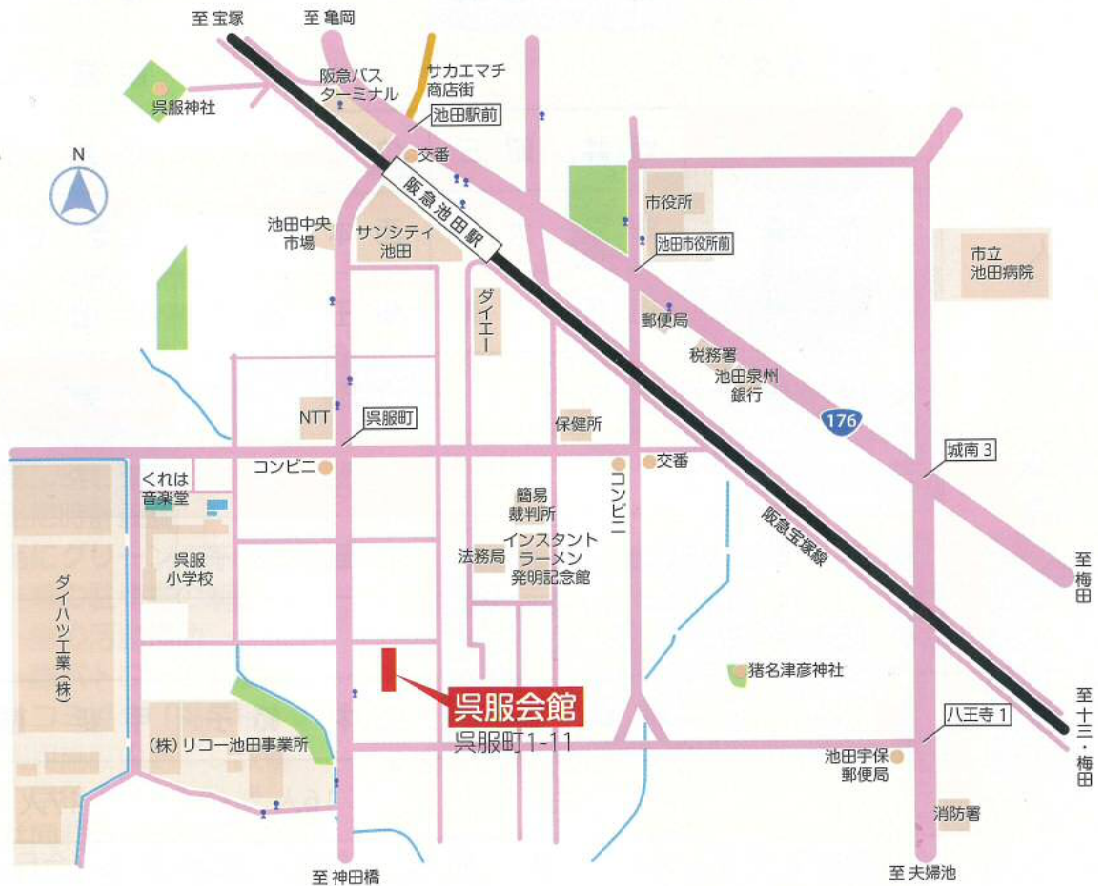 至 宝塚
至 亀岡
阪急バス
ターミナル
サカエマチ
商店街
呉服神社
池田駅前
交番
N
阪急池田駅
市役所
池田中央
市場
サンシティ
池田
池田市役所前
市立
池田病院
ダイエー
郵便局
税務署
池田泉州
銀行
NTT
呉服町
保健所
176
城南 3
コンビニ
コンビニ
交番
くれは
音楽堂
簡易
裁判所
呉服
小学校
法務局
インスタント
ラーメン
発明記念館
阪急宝塚線
至 梅田
ダイハツ工業(株)
猪名津彦神社
呉服会館
呉服町1-11
至 十三・梅田
八王寺 1
(株)リコー池田事業所
池田宇保
郵便局
消防署
至 神田橋
至 夫婦池